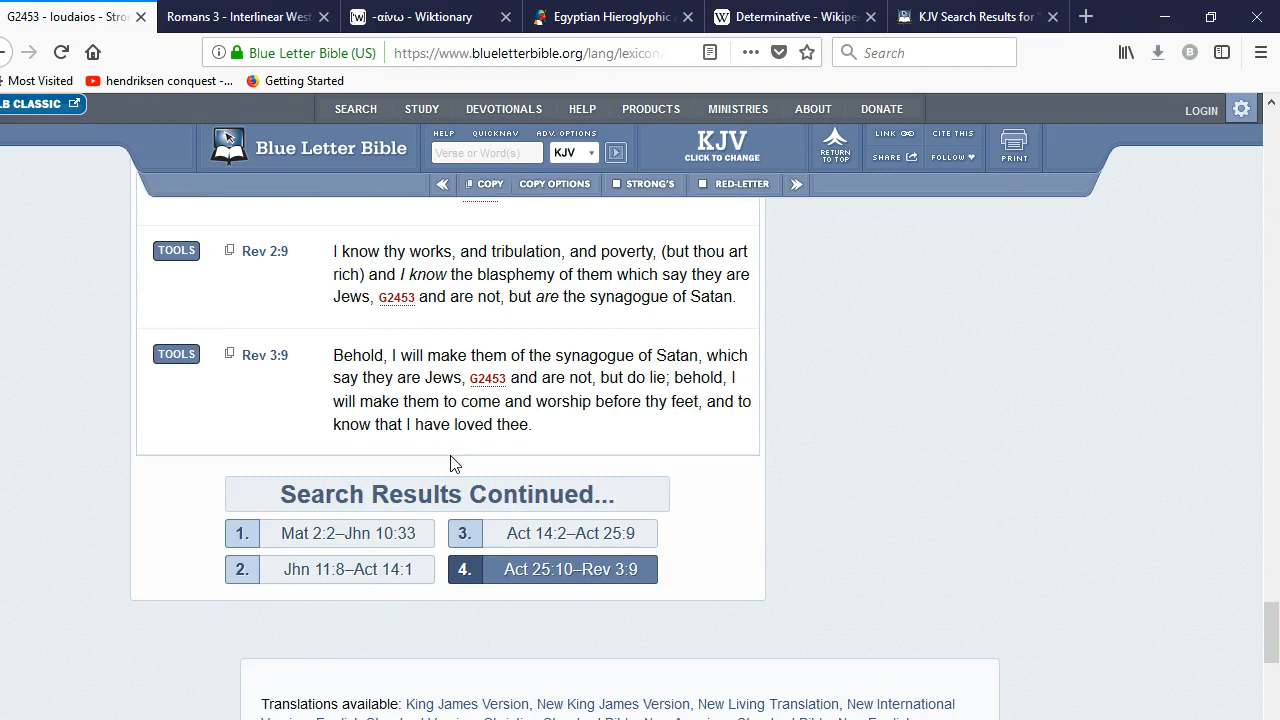 G2453 - Ioudaios - Stron
Romans 3 - Interlinear West
-αίνω - Wiktionary
Egyptian Hieroglyphic A
Determinative - Wikipe
KJV Search Results for "
Blue Letter Bible (US)
https://www.blueletterbible.org/lang/lexicon/
Search
Most Visited
hendriksen conquest -...
Getting Started
LB CLASSIC
SEARCH STUDY DEVOTIONALS HELP PRODUCTS MINISTRIES ABOUT DONATE
LOGIN
Blue Letter Bible
HELP QUICKNAV ADV. OPTIONS
Verse or Word(s)
KJV
KJV
CLICK TO CHANGE
RETURN
TO TOP
LINK
CITE THIS
SHARE
FOLLOW
PRINT
COPY COPY OPTIONS STRONG'S RED-LETTER
TOOLS
Rev 2:9
I know thy works, and tribulation, and poverty, (but thou art
rich) and I know the blasphemy of them which say they are
Jews, G2453 and are not, but are the synagogue of Satan.
TOOLS
Rev 3:9
Behold, I will make them of the synagogue of Satan, which
say they are Jews, G2453 and are not, but do lie; behold, I
will make them to come and worship before thy feet, and to
know that I have loved thee.
Search Results Continued...
1. Mat 2:2–Jhn 10:33
3. Act 14:2–Act 25:9
2. Jhn 11:8–Act 14:1
4. Act 25:10–Rev 3:9
Translations available: King James Version, New King James Version, New Living Translation, New International